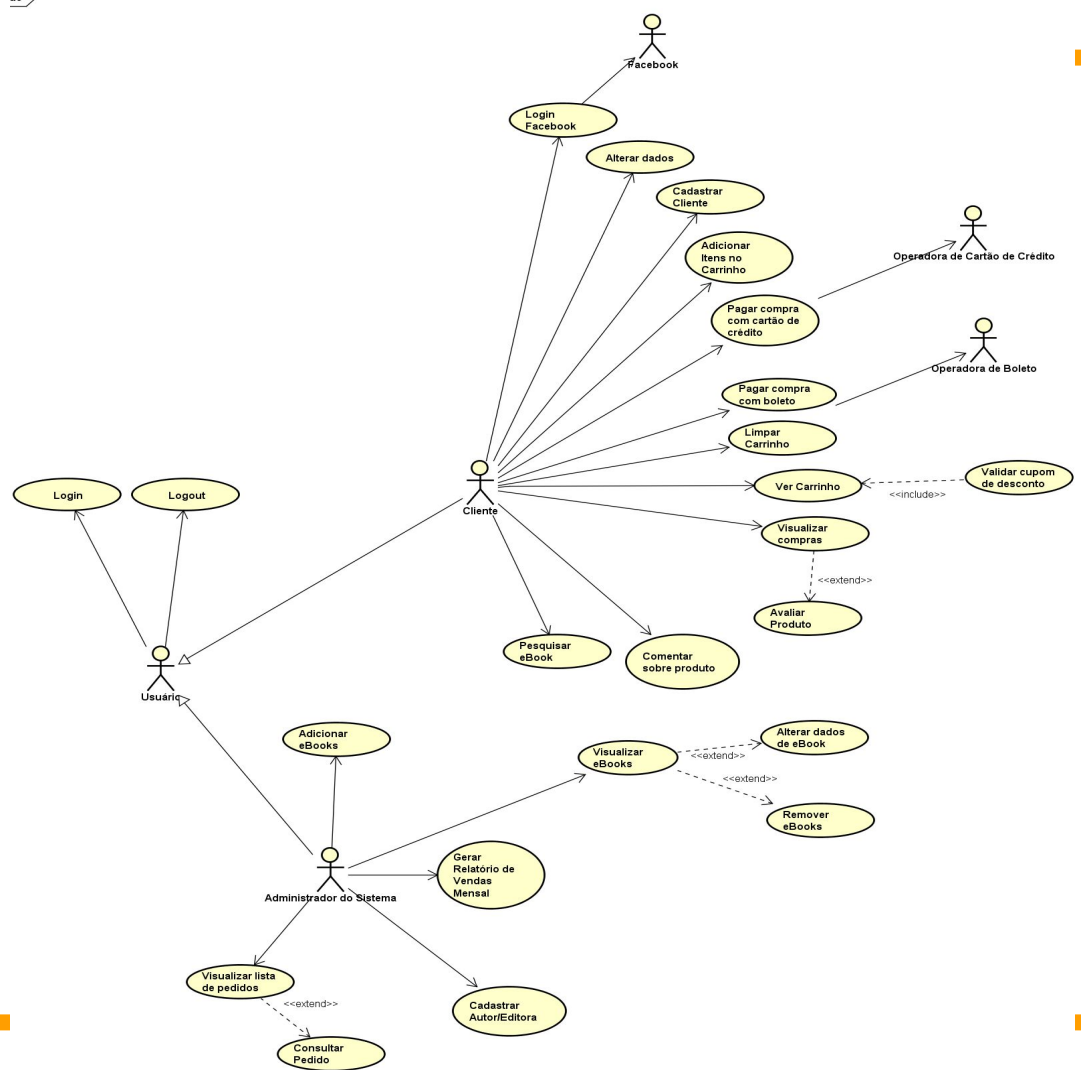 Facebook
Login
Facebook
Alterar dados
Cadastrar
Cliente
Adicionar
Itens no
Carrinho
Operadora de Cartão de Crédito
Pagar compra
com cartão de
crédito
Operadora de Boleto
Pagar compra
com boleto
Limpar
Carrinho
Login
Logout
Cliente
Ver Carrinho
<<include>>
Validar cupom
de desconto
Visualizar
compras
<<extend>>
Avaliar
Produto
Pesquisar
eBook
Comentar
sobre produto
Usuário
Adicionar
eBooks
Visualizar
eBooks
<<extend>>
Alterar dados
de eBook
<<extend>>
Remover
eBooks
Gerar
Relatório de
Vendas
Mensal
Administrador do Sistema
Visualizar lista
de pedidos
<<extend>>
Consultar
Pedido
Cadastrar
Autor/Editora